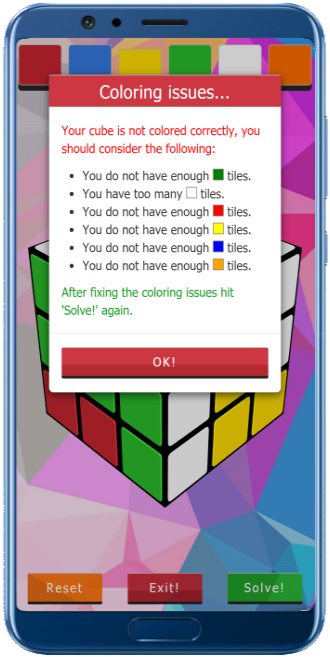 Coloring issues...
Your cube is not colored correctly, you
should consider the following:
• You do not have enough tiles.
• You have too many tiles.
• You do not have enough tiles.
• You do not have enough tiles.
• You do not have enough tiles.
• You do not have enough tiles.
After fixing the coloring issues hit
'Solve!' again.
OK!
Reset
Exit!
Solve!